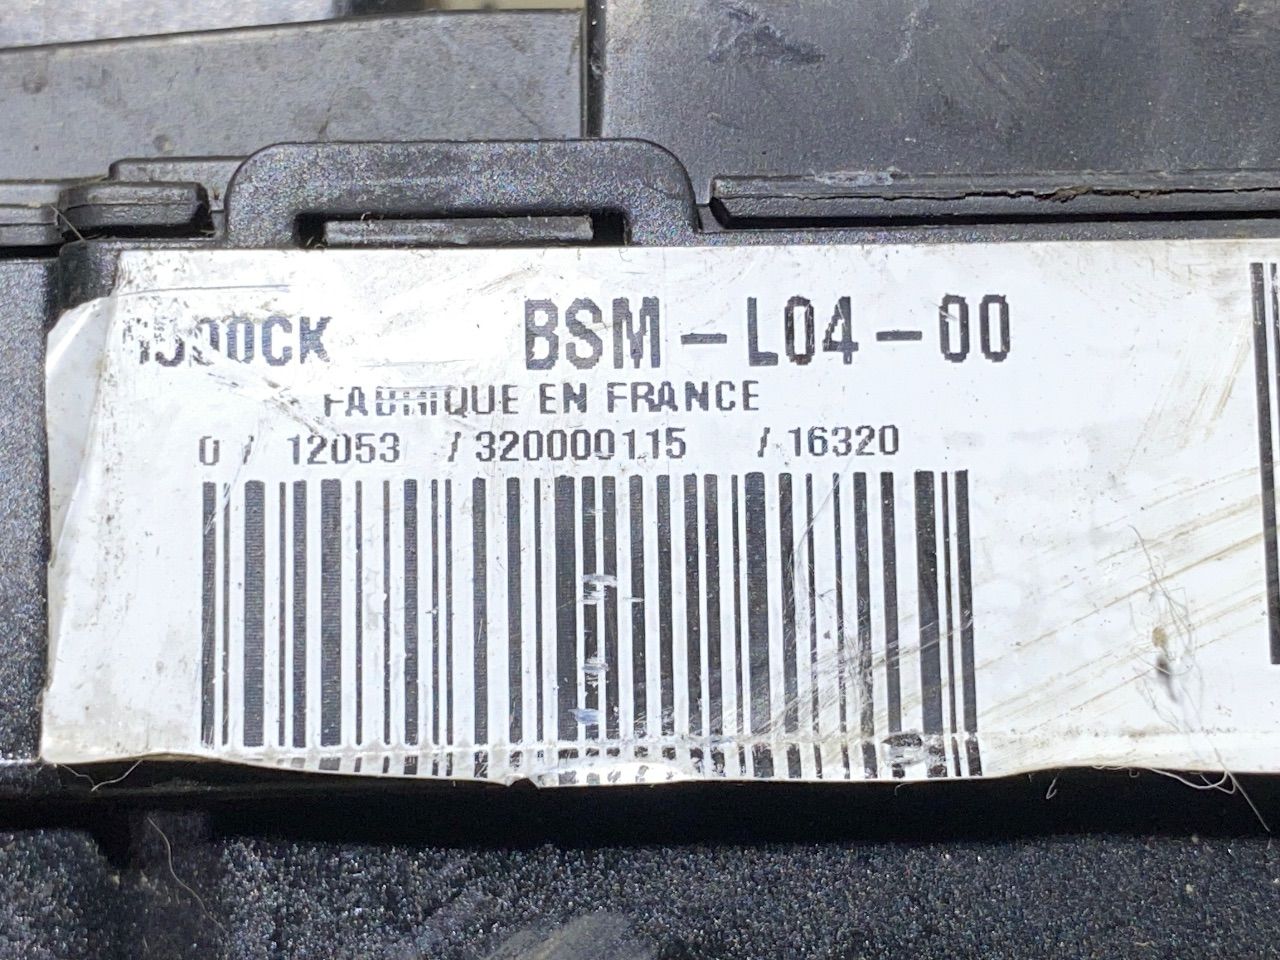 BSM-L04-00
FABRIQUE EN FRANCE
0 / 12053 / 320000115 / 16320